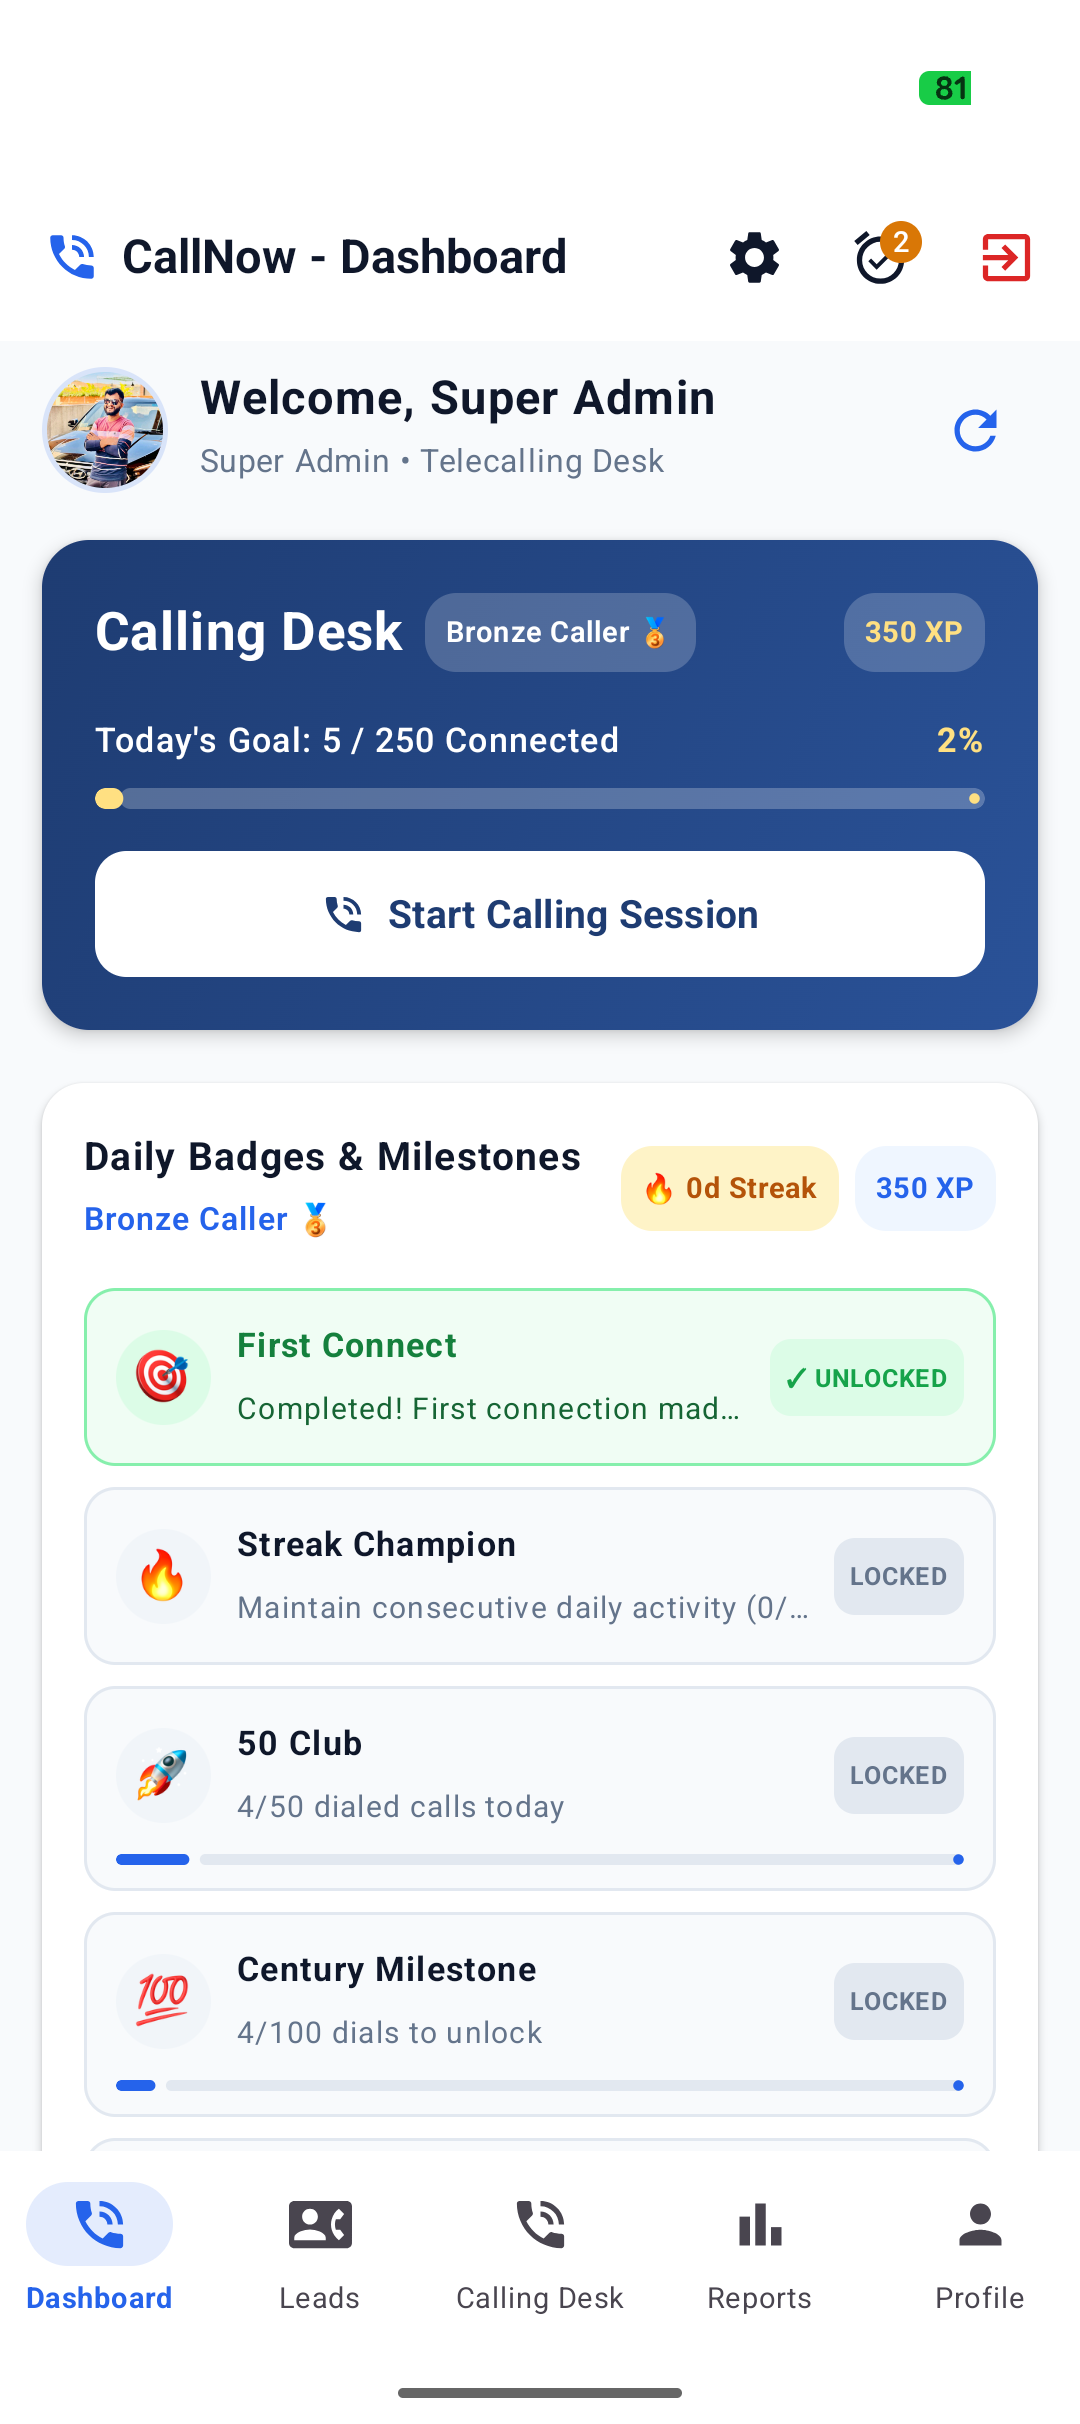 81
CallNow - Dashboard
2
Welcome, Super Admin
Super Admin • Telecalling Desk
Calling Desk
Bronze Caller 🥉
350 XP
Today's Goal: 5 / 250 Connected
2%
Start Calling Session
Daily Badges & Milestones
Bronze Caller 🥉
🔥 0d Streak
350 XP
First Connect
Completed! First connection mad...
✓ UNLOCKED
Streak Champion
Maintain consecutive daily activity (0/...
LOCKED
50 Club
4/50 dialed calls today
LOCKED
💯
Century Milestone
4/100 dials to unlock
LOCKED
Dashboard
Leads
Calling Desk
Reports
Profile